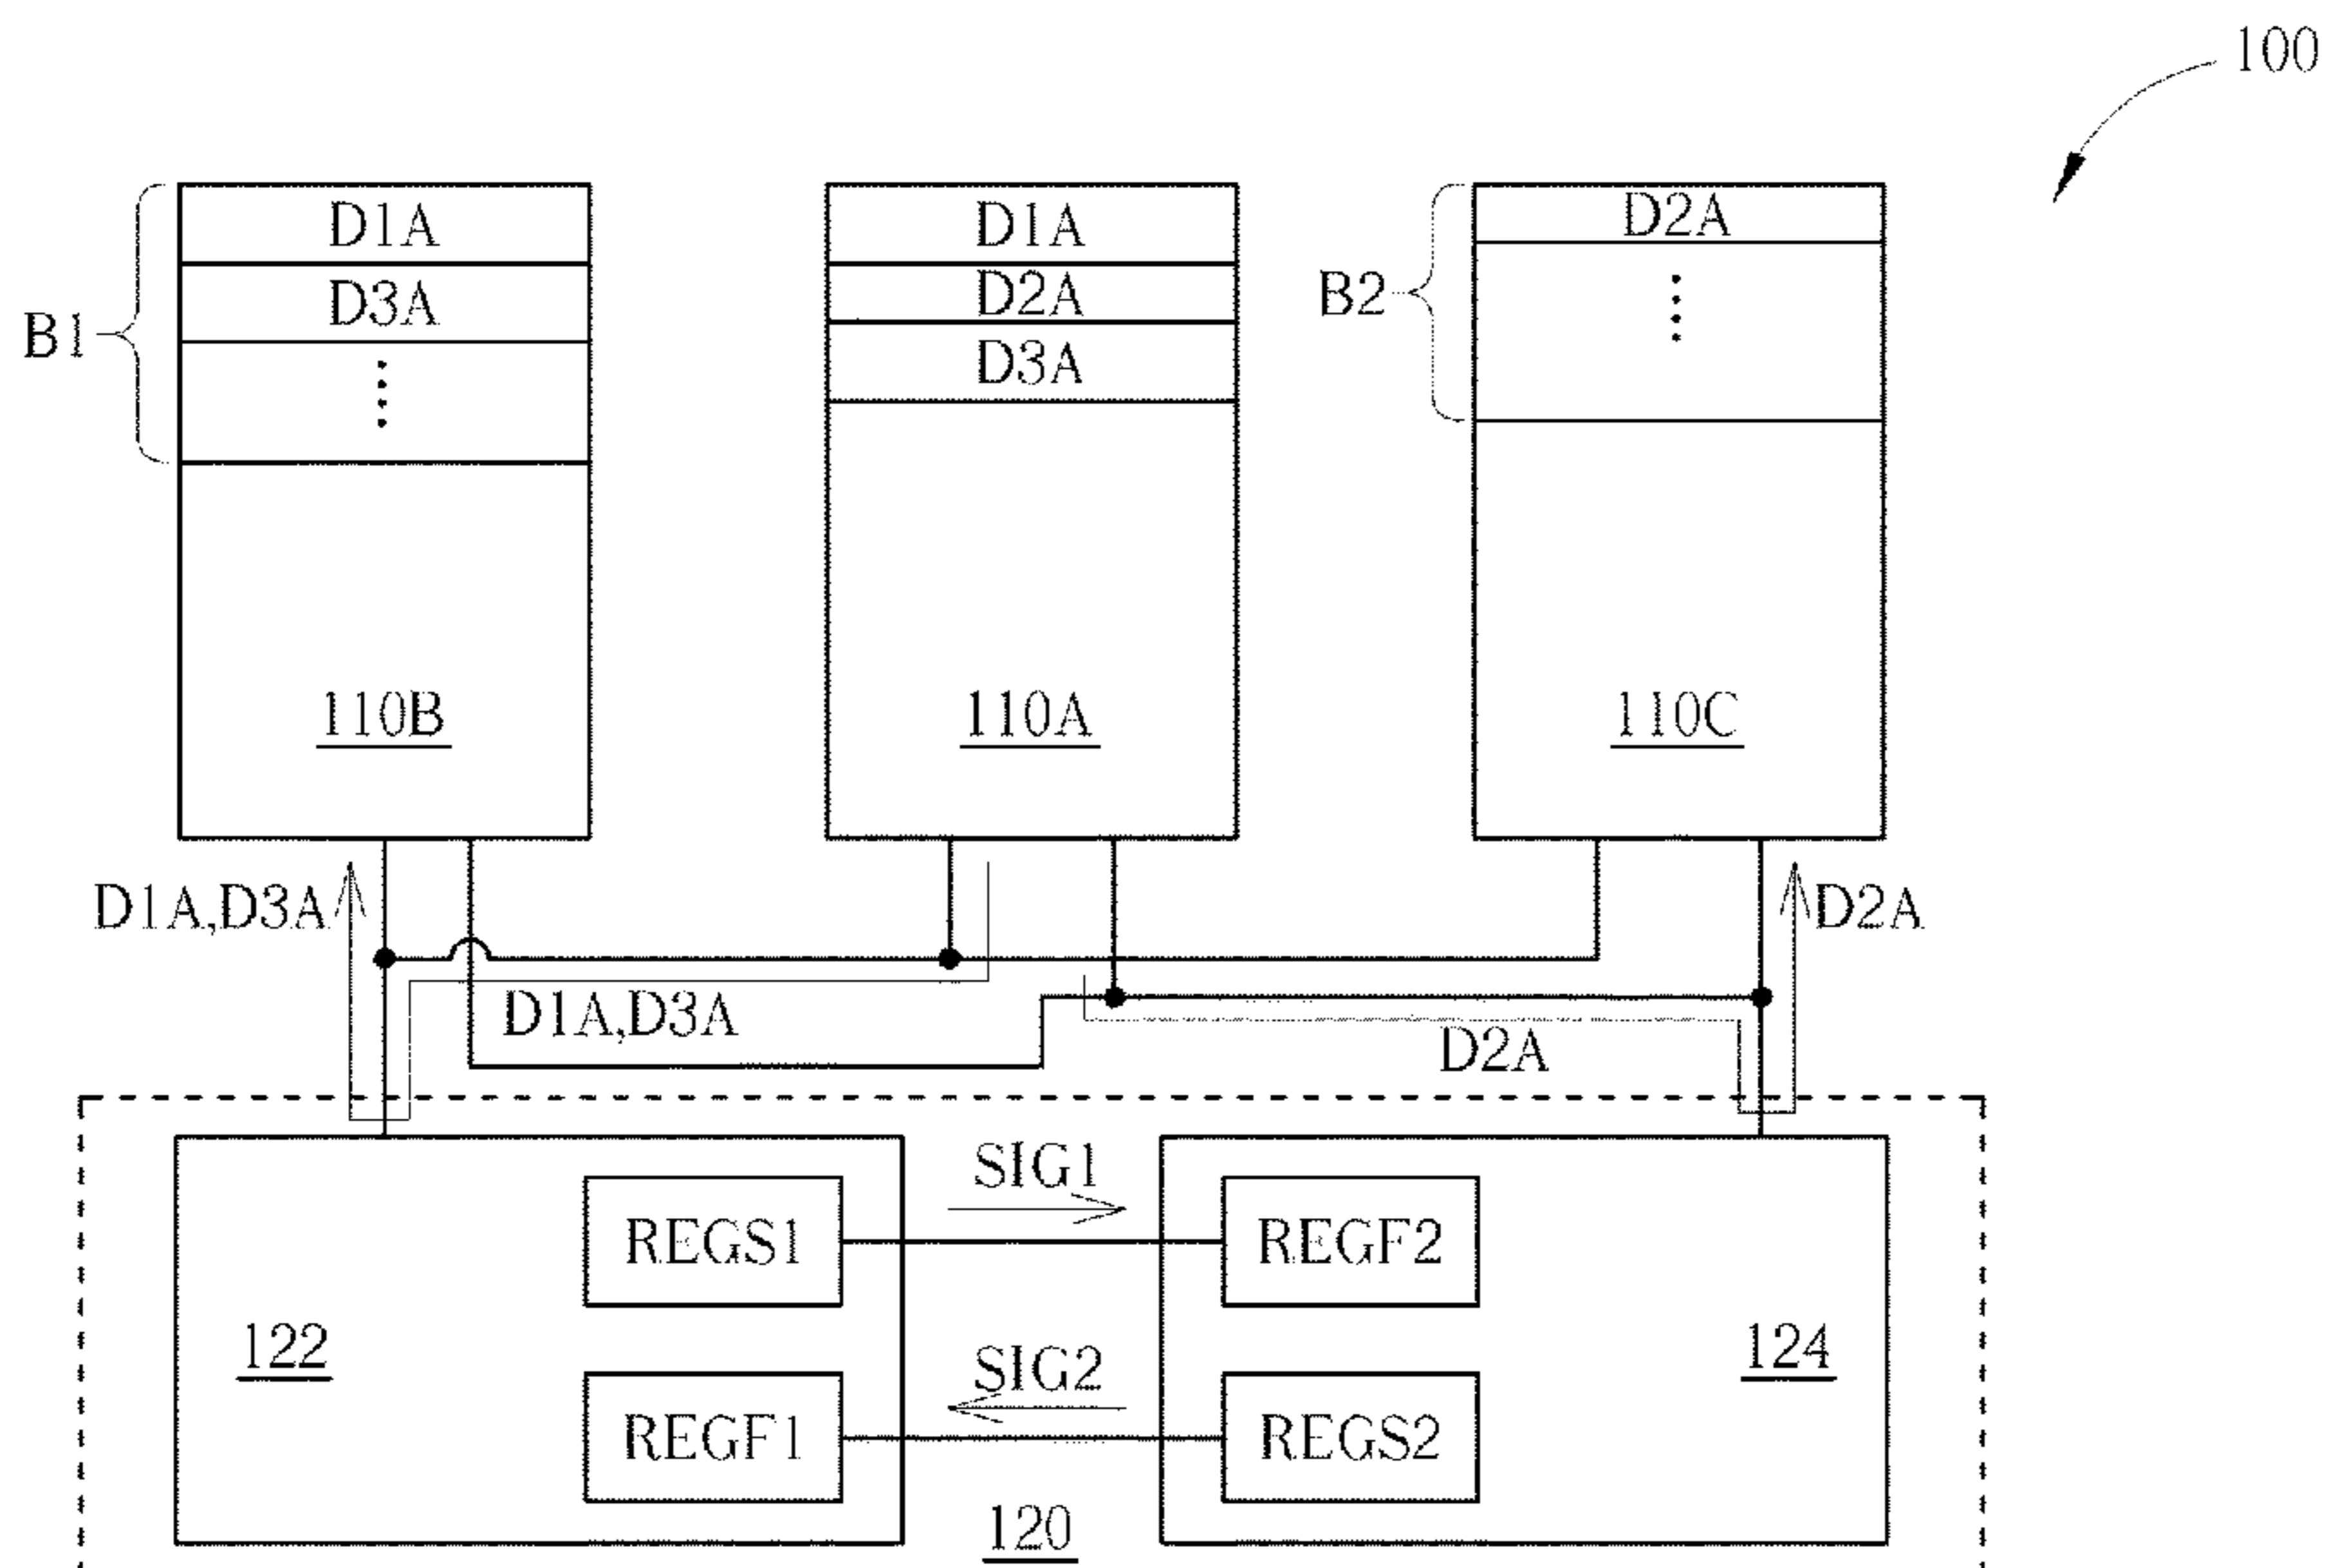 100
D1A
D1A
D2A
D3A
D2A
B2
B1
D3A
110B
110A
110C
D1A,D3A
D2A
D1A,D3A
D2A
SIG1
REGS1
REGF2
122
124
SIG2
REGF1
REGS2
120